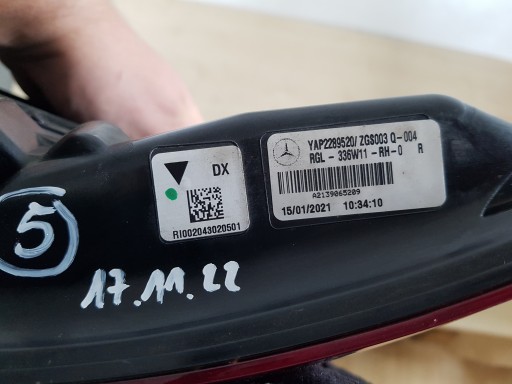 YAP2289520/ ZGS003 Q-004
RGL - 336W11 -RH-0 R
A2139065209
15/01/2021 10:34:10
DX
RI002043020501
5
17.11.22